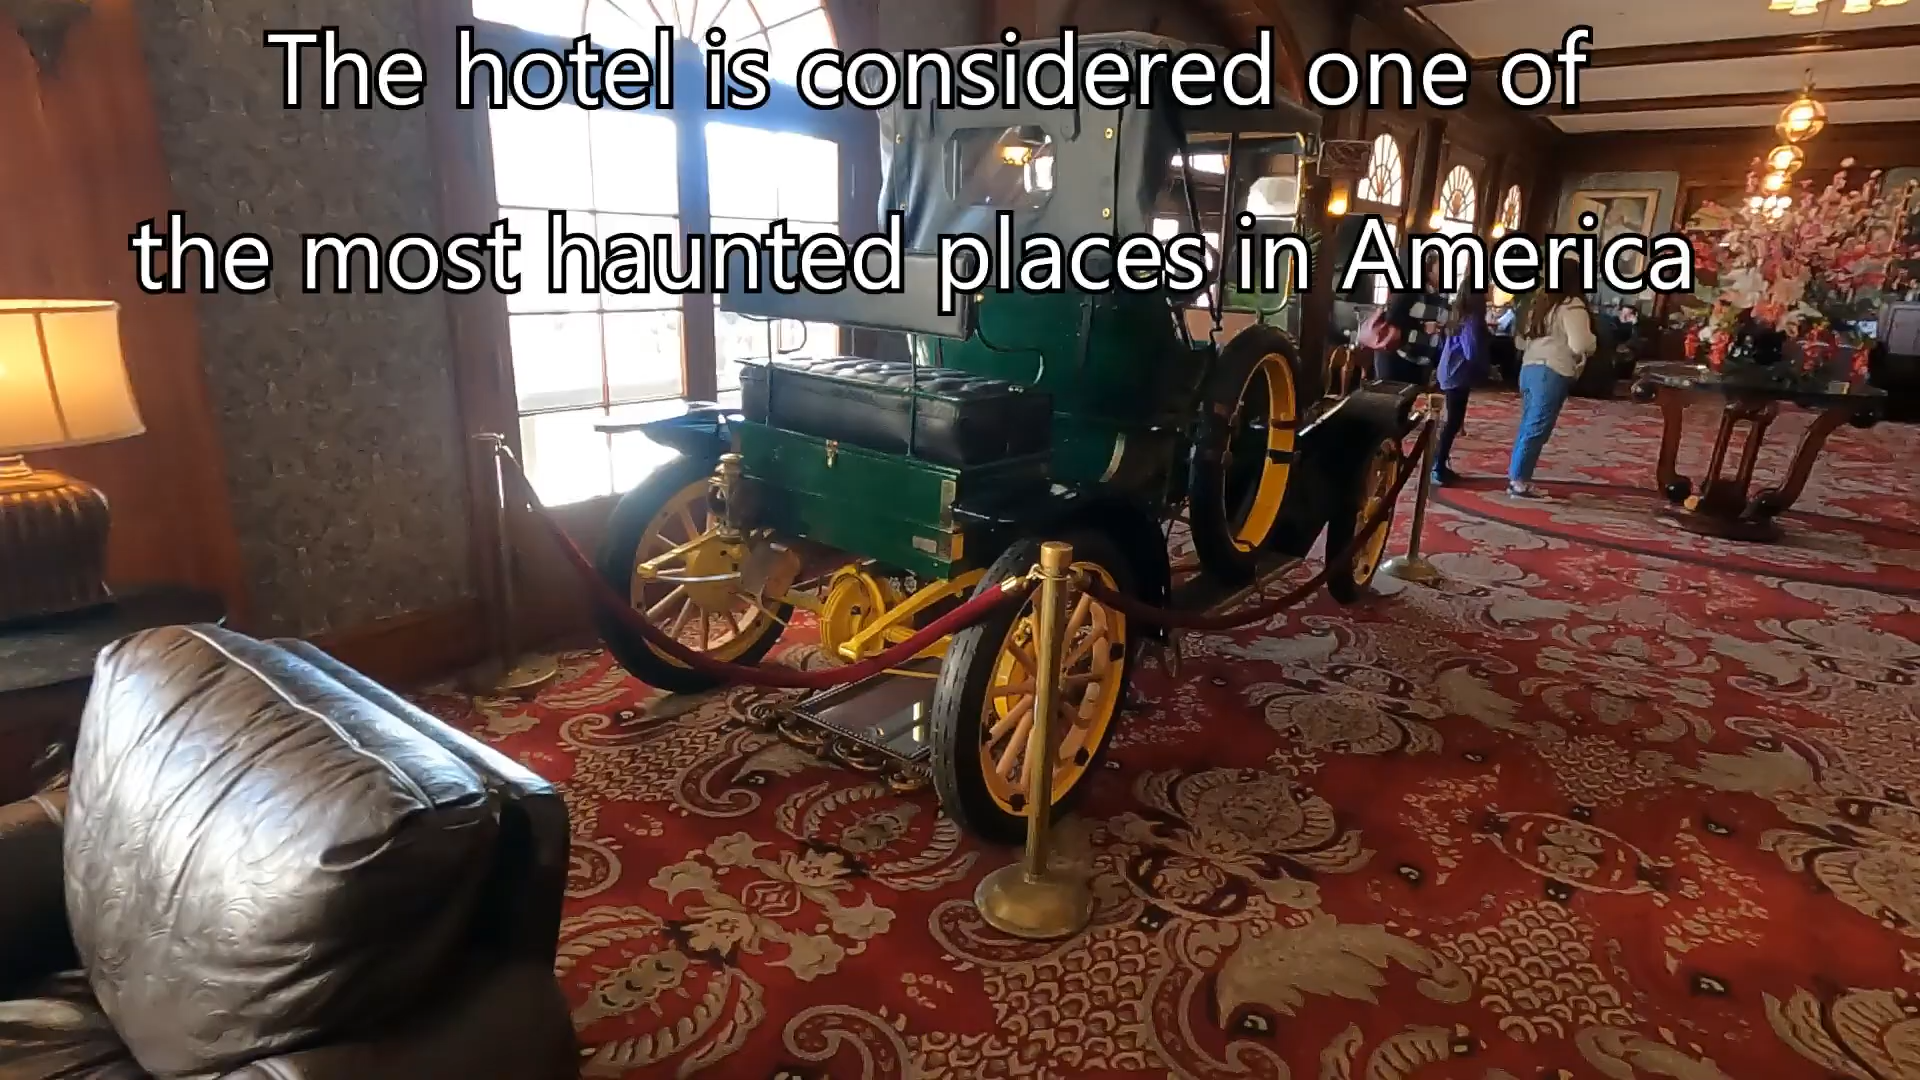 The hotel is considered one of
the most haunted places in America